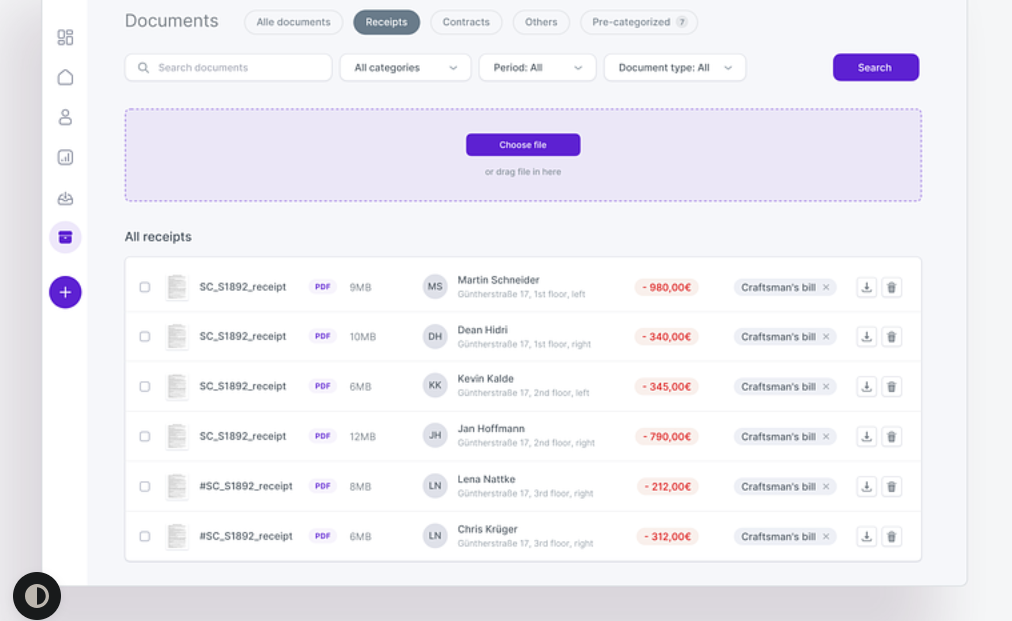 Documents Alle documents Receipts Contracts Others Pre-categorized ?
Search documents All categories Period: All Document type: All Search
Choose file
or drag file in here
All receipts
SC_S1892_receipt PDF 9MB MS Martin Schneider - 980,00€ Craftsman's bill ×
Güntherstraße 17, 1st floor, left
SC_S1892_receipt PDF 10MB DH Dean Hidri - 340,00€ Craftsman's bill ×
Güntherstraße 17, 1st floor, right
SC_S1892_receipt PDF 6MB KK Kevin Kalde - 345,00€ Craftsman's bill ×
Güntherstraße 17, 2nd floor, left
SC_S1892_receipt PDF 12MB JH Jan Hoffmann - 790,00€ Craftsman's bill ×
Güntherstraße 17, 2nd floor, right
#SC_S1892_receipt PDF 8MB LN Lena Nattke - 212,00€ Craftsman's bill ×
Güntherstraße 17, 3rd floor, right
#SC_S1892_receipt PDF 6MB LN Chris Krüger - 312,00€ Craftsman's bill ×
Güntherstraße 17, 3rd floor, right